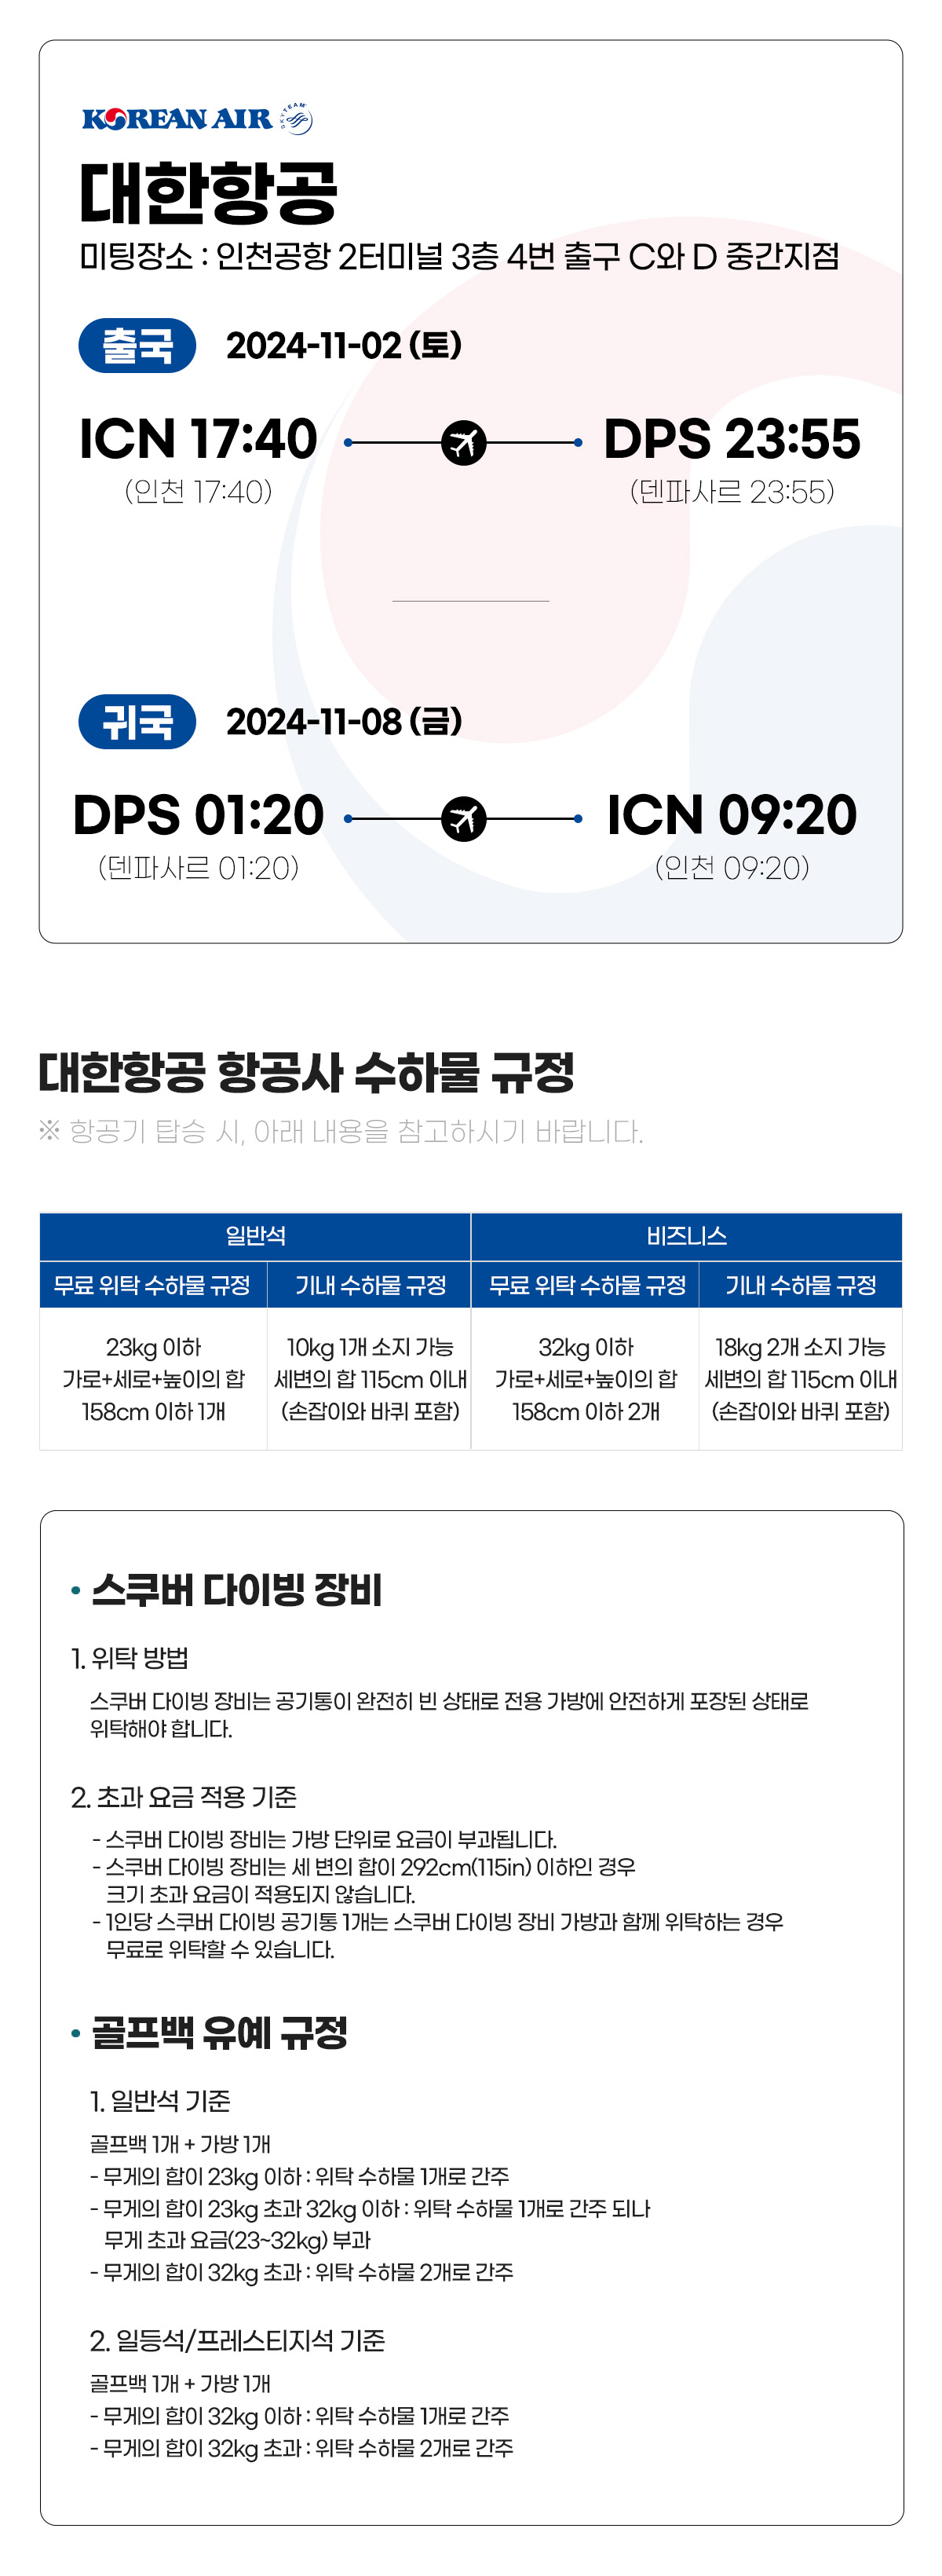 KOREAN AIR
SKYTEAM
대한항공
미팅장소 : 인천공항 2터미널 3층 4번 출구 C와 D 중간지점
출국 2024-11-02 (토)
ICN 17:40 DPS 23:55
(인천 17:40) (덴파사르 23:55)
귀국 2024-11-08 (금)
DPS 01:20 ICN 09:20
(덴파사르 01:20) (인천 09:20)
대한항공 항공사 수하물 규정
※ 항공기 탑승 시, 아래 내용을 참고하시기 바랍니다.
일반석 비즈니스
무료 위탁 수하물 규정 기내 수하물 규정 무료 위탁 수하물 규정 기내 수하물 규정
23kg 이하 10kg 1개 소지 가능 32kg 이하 18kg 2개 소지 가능
가로+세로+높이의 합 세변의 합 115cm 이내 가로+세로+높이의 합 세변의 합 115cm 이내
158cm 이하 1개 (손잡이와 바퀴 포함) 158cm 이하 2개 (손잡이와 바퀴 포함)
• 스쿠버 다이빙 장비
1. 위탁 방법
스쿠버 다이빙 장비는 공기통이 완전히 빈 상태로 전용 가방에 안전하게 포장된 상태로
위탁해야 합니다.
2. 초과 요금 적용 기준
- 스쿠버 다이빙 장비는 가방 단위로 요금이 부과됩니다.
- 스쿠버 다이빙 장비는 세 변의 합이 292cm(115in) 이하인 경우
크기 초과 요금이 적용되지 않습니다.
- 1인당 스쿠버 다이빙 공기통 1개는 스쿠버 다이빙 장비 가방과 함께 위탁하는 경우
무료로 위탁할 수 있습니다.
• 골프백 유예 규정
1. 일반석 기준
골프백 1개 + 가방 1개
- 무게의 합이 23kg 이하 : 위탁 수하물 1개로 간주
- 무게의 합이 23kg 초과 32kg 이하 : 위탁 수하물 1개로 간주 되나
무게 초과 요금(23~32kg) 부과
- 무게의 합이 32kg 초과 : 위탁 수하물 2개로 간주
2. 일등석/프레스티지석 기준
골프백 1개 + 가방 1개
- 무게의 합이 32kg 이하 : 위탁 수하물 1개로 간주
- 무게의 합이 32kg 초과 : 위탁 수하물 2개로 간주